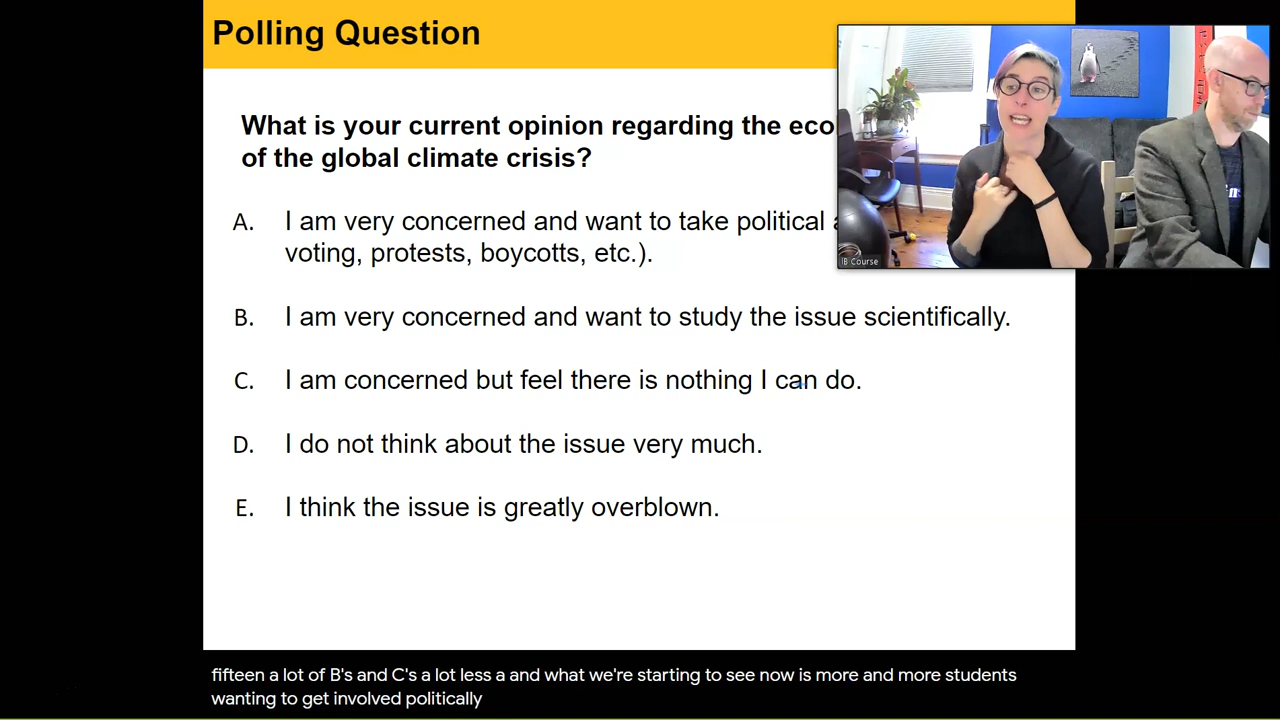 Polling Question
What is your current opinion regarding the eco
of the global climate crisis?
A. I am very concerned and want to take political
voting, protests, boycotts, etc.).
B. I am very concerned and want to study the issue scientifically.
C. I am concerned but feel there is nothing I can do.
D. I do not think about the issue very much.
E. I think the issue is greatly overblown.
IB Course
fifteen a lot of B's and C's a lot less a and what we're starting to see now is more and more students
wanting to get involved politically